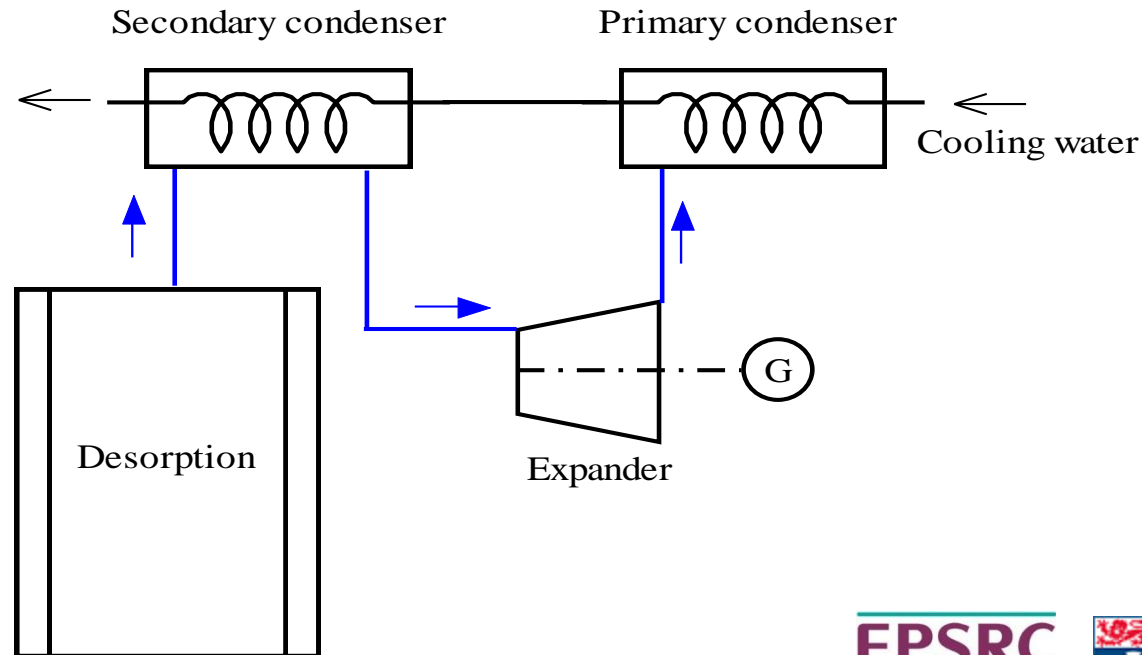 Secondary condenser
Primary condenser
Cooling water
G
Desorption
Expander
EPSRC